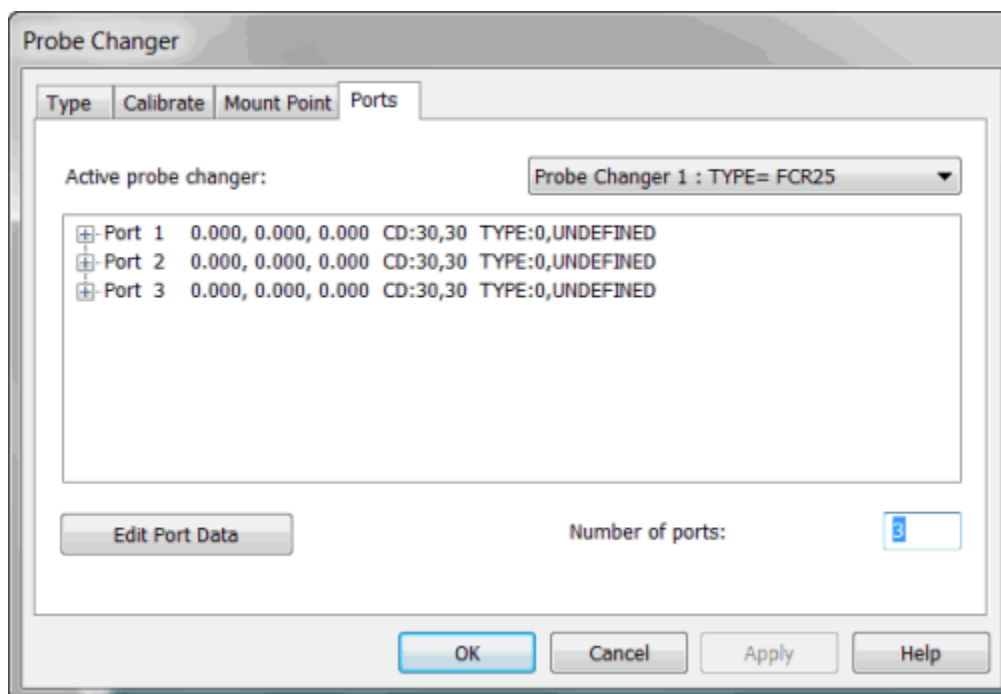 Probe Changer
Type Calibrate Mount Point Ports
Active probe changer: Probe Changer 1 : TYPE= FCR25
Port 1 0.000, 0.000, 0.000 CD:30,30 TYPE:0,UNDEFINED
Port 2 0.000, 0.000, 0.000 CD:30,30 TYPE:0,UNDEFINED
Port 3 0.000, 0.000, 0.000 CD:30,30 TYPE:0,UNDEFINED
Edit Port Data Number of ports: 3
OK Cancel Apply Help